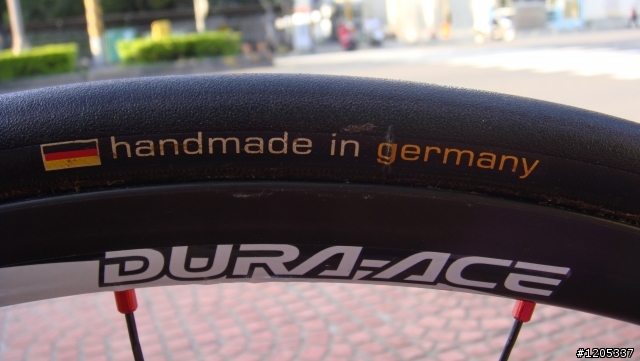 handmade in germany
DURA-ACE
#1205337